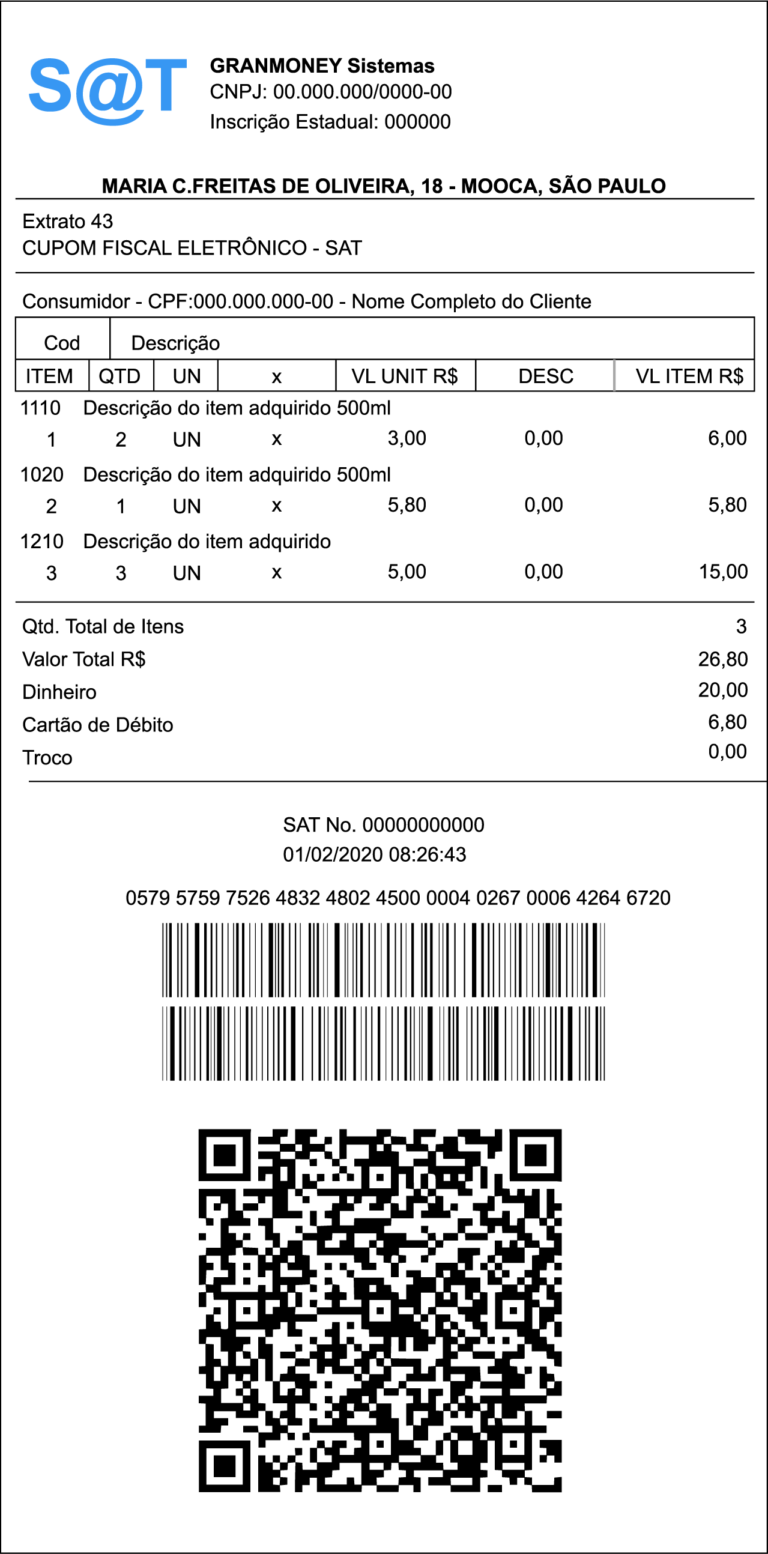 S@T
GRANMONEY Sistemas
CNPJ: 00.000.000/0000-00
Inscrição Estadual: 000000
MARIA C.FREITAS DE OLIVEIRA, 18 - MOOCA, SÃO PAULO
Extrato 43
CUPOM FISCAL ELETRÔNICO - SAT
Consumidor - CPF:000.000.000-00 - Nome Completo do Cliente
Cod Descrição
ITEM QTD UN x VL UNIT R$ DESC VL ITEM R$
1110 Descrição do item adquirido 500ml
1 2 UN x 3,00 0,00 6,00
1020 Descrição do item adquirido 500ml
2 1 UN x 5,80 0,00 5,80
1210 Descrição do item adquirido
3 3 UN x 5,00 0,00 15,00
Qtd. Total de Itens 3
Valor Total R$ 26,80
Dinheiro 20,00
Cartão de Débito 6,80
Troco 0,00
SAT No. 00000000000
01/02/2020 08:26:43
0579 5759 7526 4832 4802 4500 0004 0267 0006 4264 6720